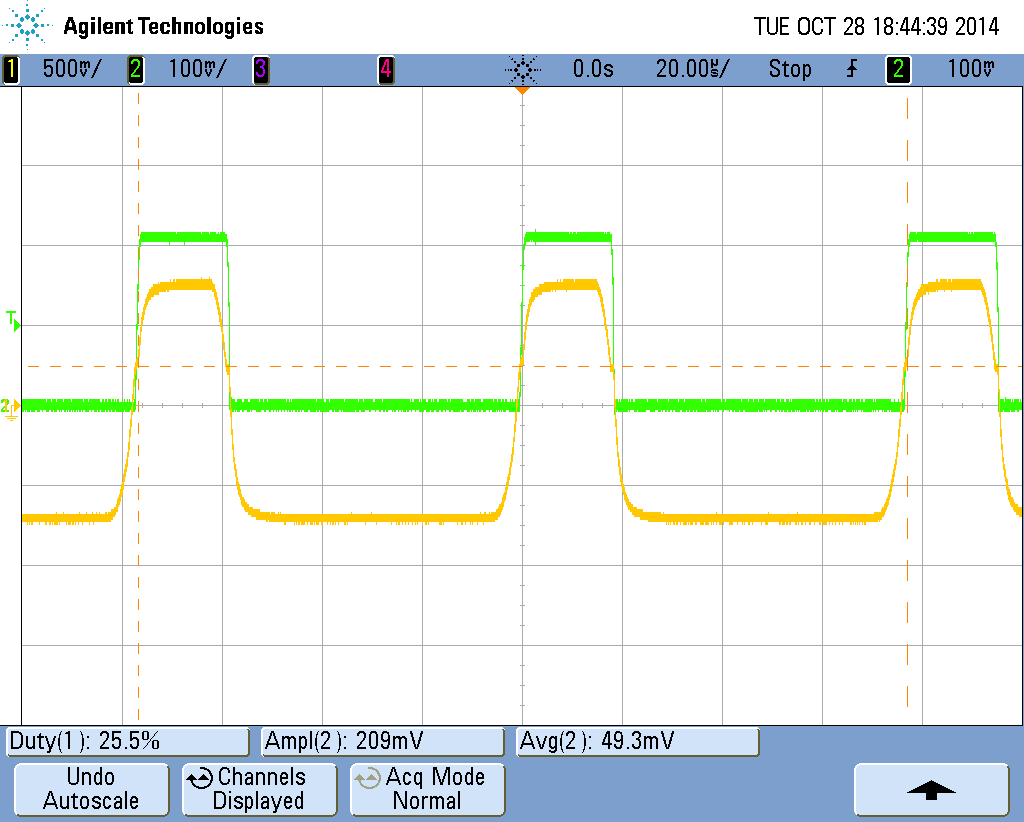 Agilent Technologies TUE OCT 28 18:44:39 2014
1 500mV/ 2 100mV/ 3 4 0.0s 20.00µs/ Stop 2 100mV
T
2
Duty(1): 25.5% Ampl(2): 209mV Avg(2): 49.3mV
Undo Autoscale
Channels Displayed
Acq Mode Normal